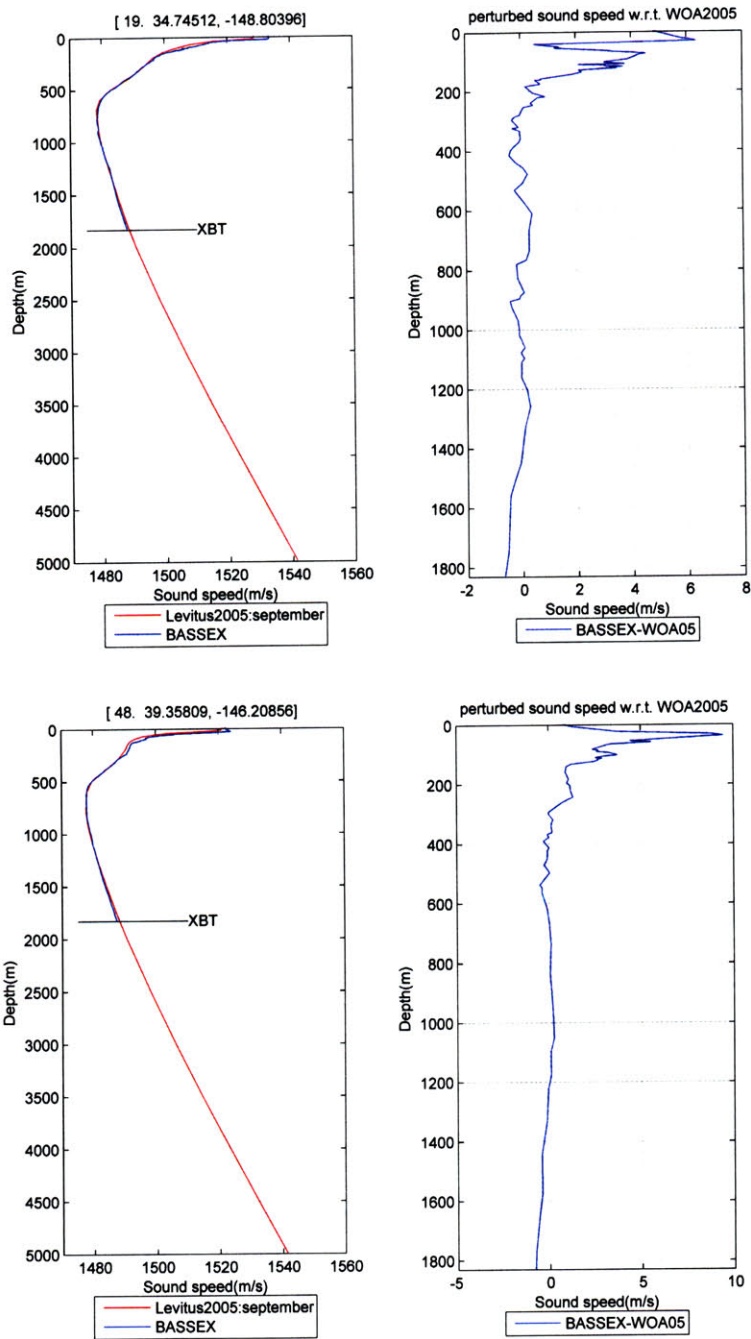 [ 19. 34.74512, -148.80396]
0
500
1000
1500
2000
2500
3000
3500
4000
4500
5000
Depth(m)
XBT
1480 1500 1520 1540 1560
Sound speed(m/s)
Levitus2005:september
BASSEX
perturbed sound speed w.r.t. WOA2005
0
200
400
600
800
1000
1200
1400
1600
1800
Depth(m)
-2 0 2 4 6 8
Sound speed(m/s)
BASSEX-WOA05
[ 48. 39.35809, -146.20856]
0
500
1000
1500
2000
2500
3000
3500
4000
4500
5000
Depth(m)
XBT
1480 1500 1520 1540 1560
Sound speed(m/s)
Levitus2005:september
BASSEX
perturbed sound speed w.r.t. WOA2005
0
200
400
600
800
1000
1200
1400
1600
1800
Depth(m)
-5 0 5 10
Sound speed(m/s)
BASSEX-WOA05